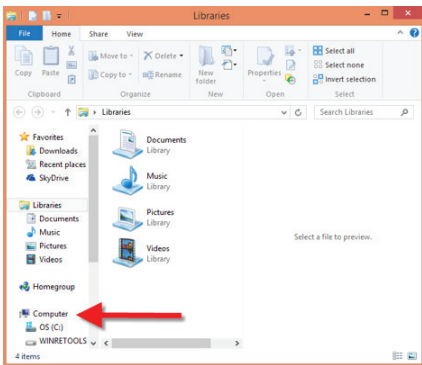 Libraries
File Home Share View
Copy Paste Move to Copy to Delete Rename New folder Properties Select all Select none Invert selection
Clipboard Organize New Open Select
Libraries Search Libraries
Favorites
Downloads
Recent places
SkyDrive
Libraries
Documents
Music
Pictures
Videos
Homegroup
Computer
OS (C:)
WINRETOOLS
Documents
Library
Music
Library
Pictures
Library
Videos
Library
Select a file to preview.
4 items